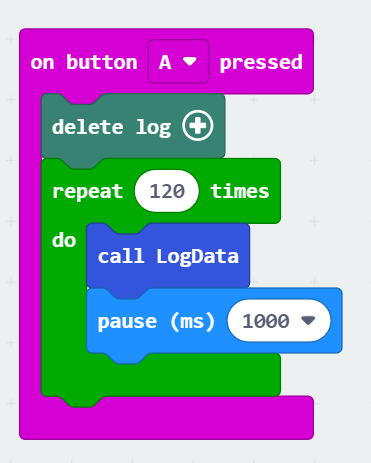 on button A pressed
delete log
repeat 120 times
do
call LogData
pause (ms) 1000